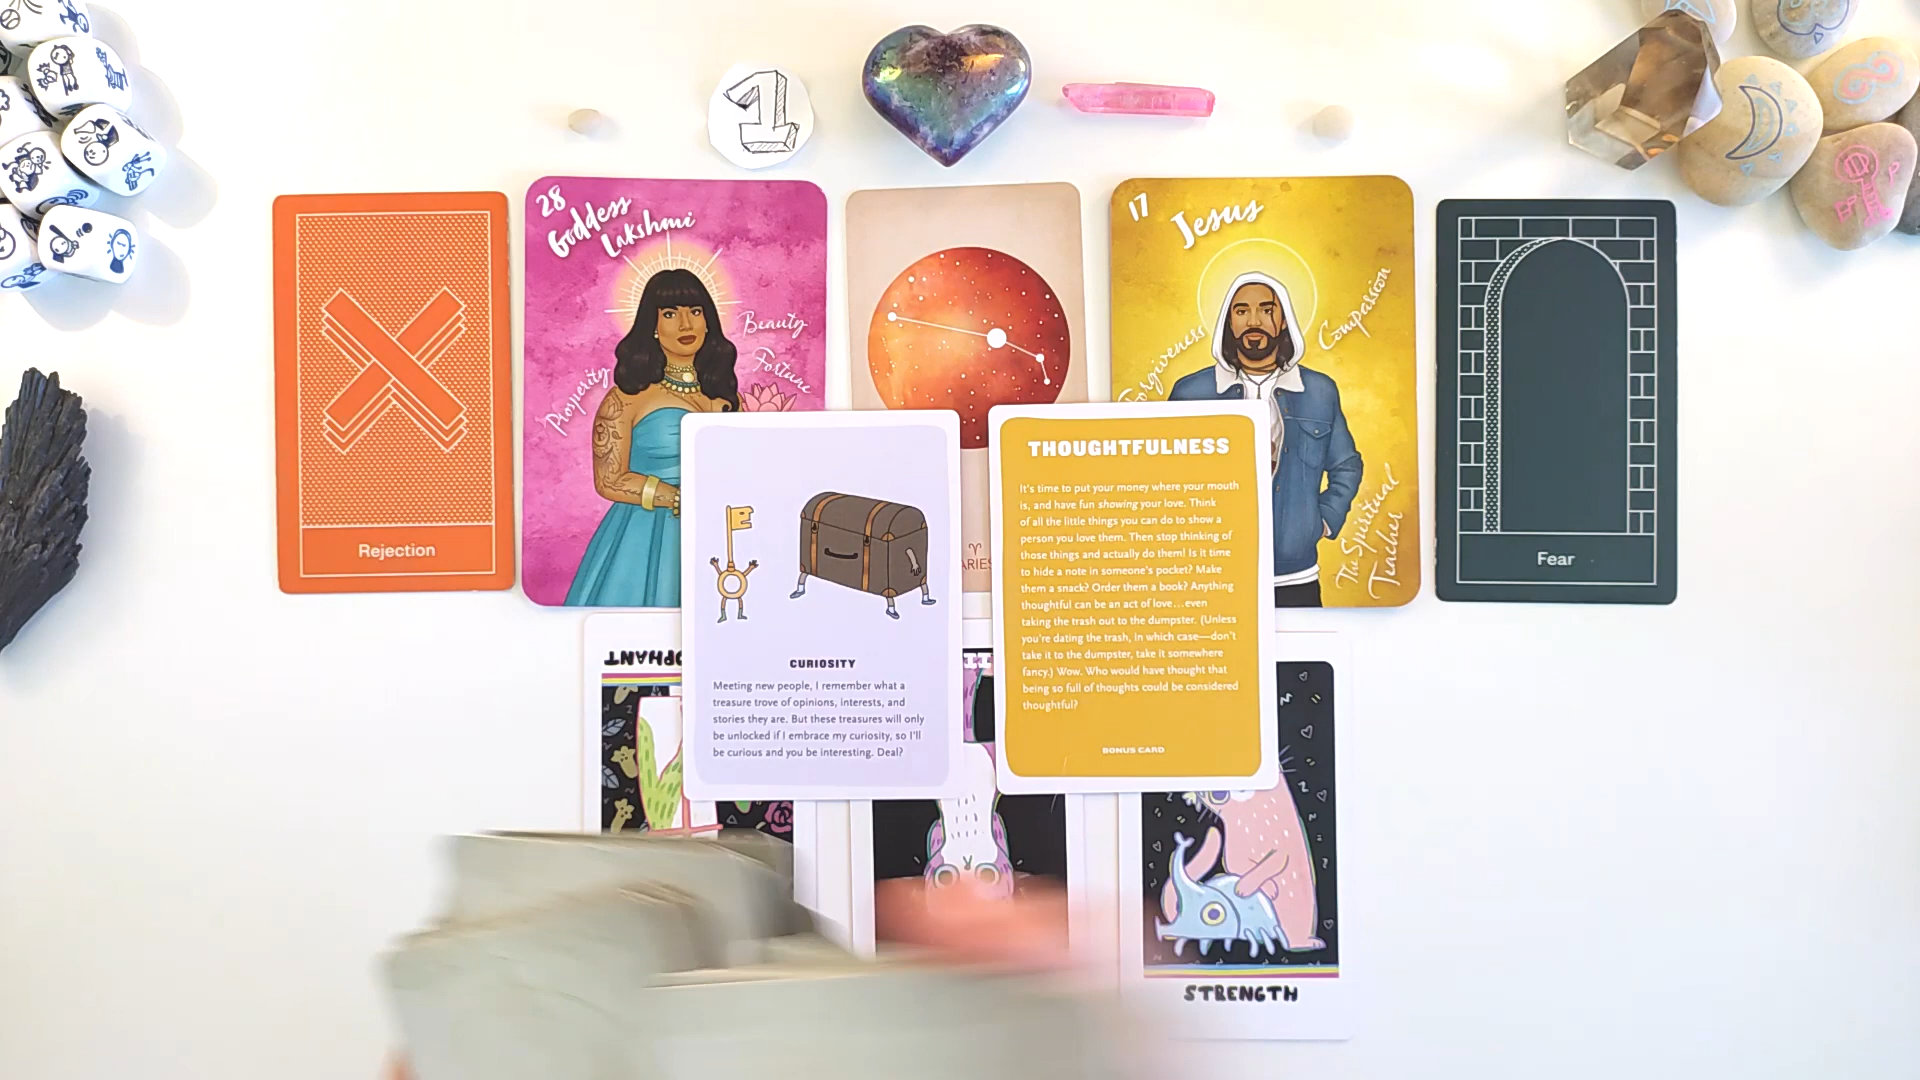 1
Rejection
28
Goddess
Lakshmi
Beauty
Fortune
Prosperity
ARIES
17
Jesus
Forgiveness
Compassion
The Spiritual
Teacher
Fear
CURIOSITY
Meeting new people, I remember what a
treasure trove of opinions, interests, and
stories they are. But these treasures will only
be unlocked if I embrace my curiosity, so I'll
be curious and you be interesting. Deal?
THOUGHTFULNESS
It's time to put your money where your mouth
is, and have fun showing your love. Think
of all the little things you can do to show a
person you love them. Then stop thinking of
those things and actually do them! Is it time
to hide a note in someone's pocket? Make
them a snack? Order them a book? Anything
thoughtful can be an act of love...even
taking the trash out to the dumpster. (Unless
you're dating the trash, in which case—don't
take it to the dumpster, take it somewhere
fancy.) Wow. Who would have thought that
being so full of thoughts could be considered
thoughtful?
BONUS CARD
STRENGTH